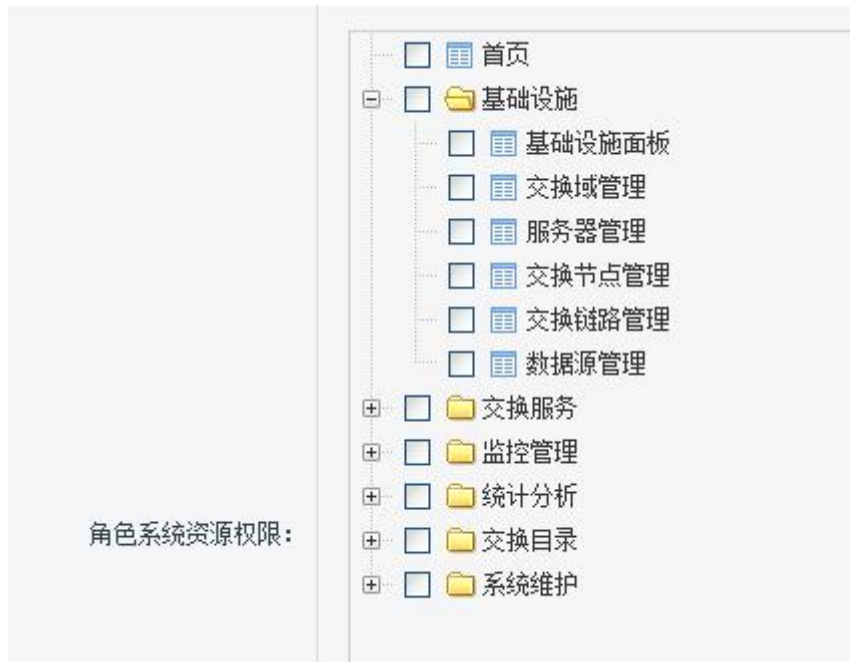 首页
基础设施
基础设施面板
交换域管理
服务器管理
交换节点管理
交换链路管理
数据源管理
交换服务
监控管理
统计分析
角色系统资源权限：
交换目录
系统维护